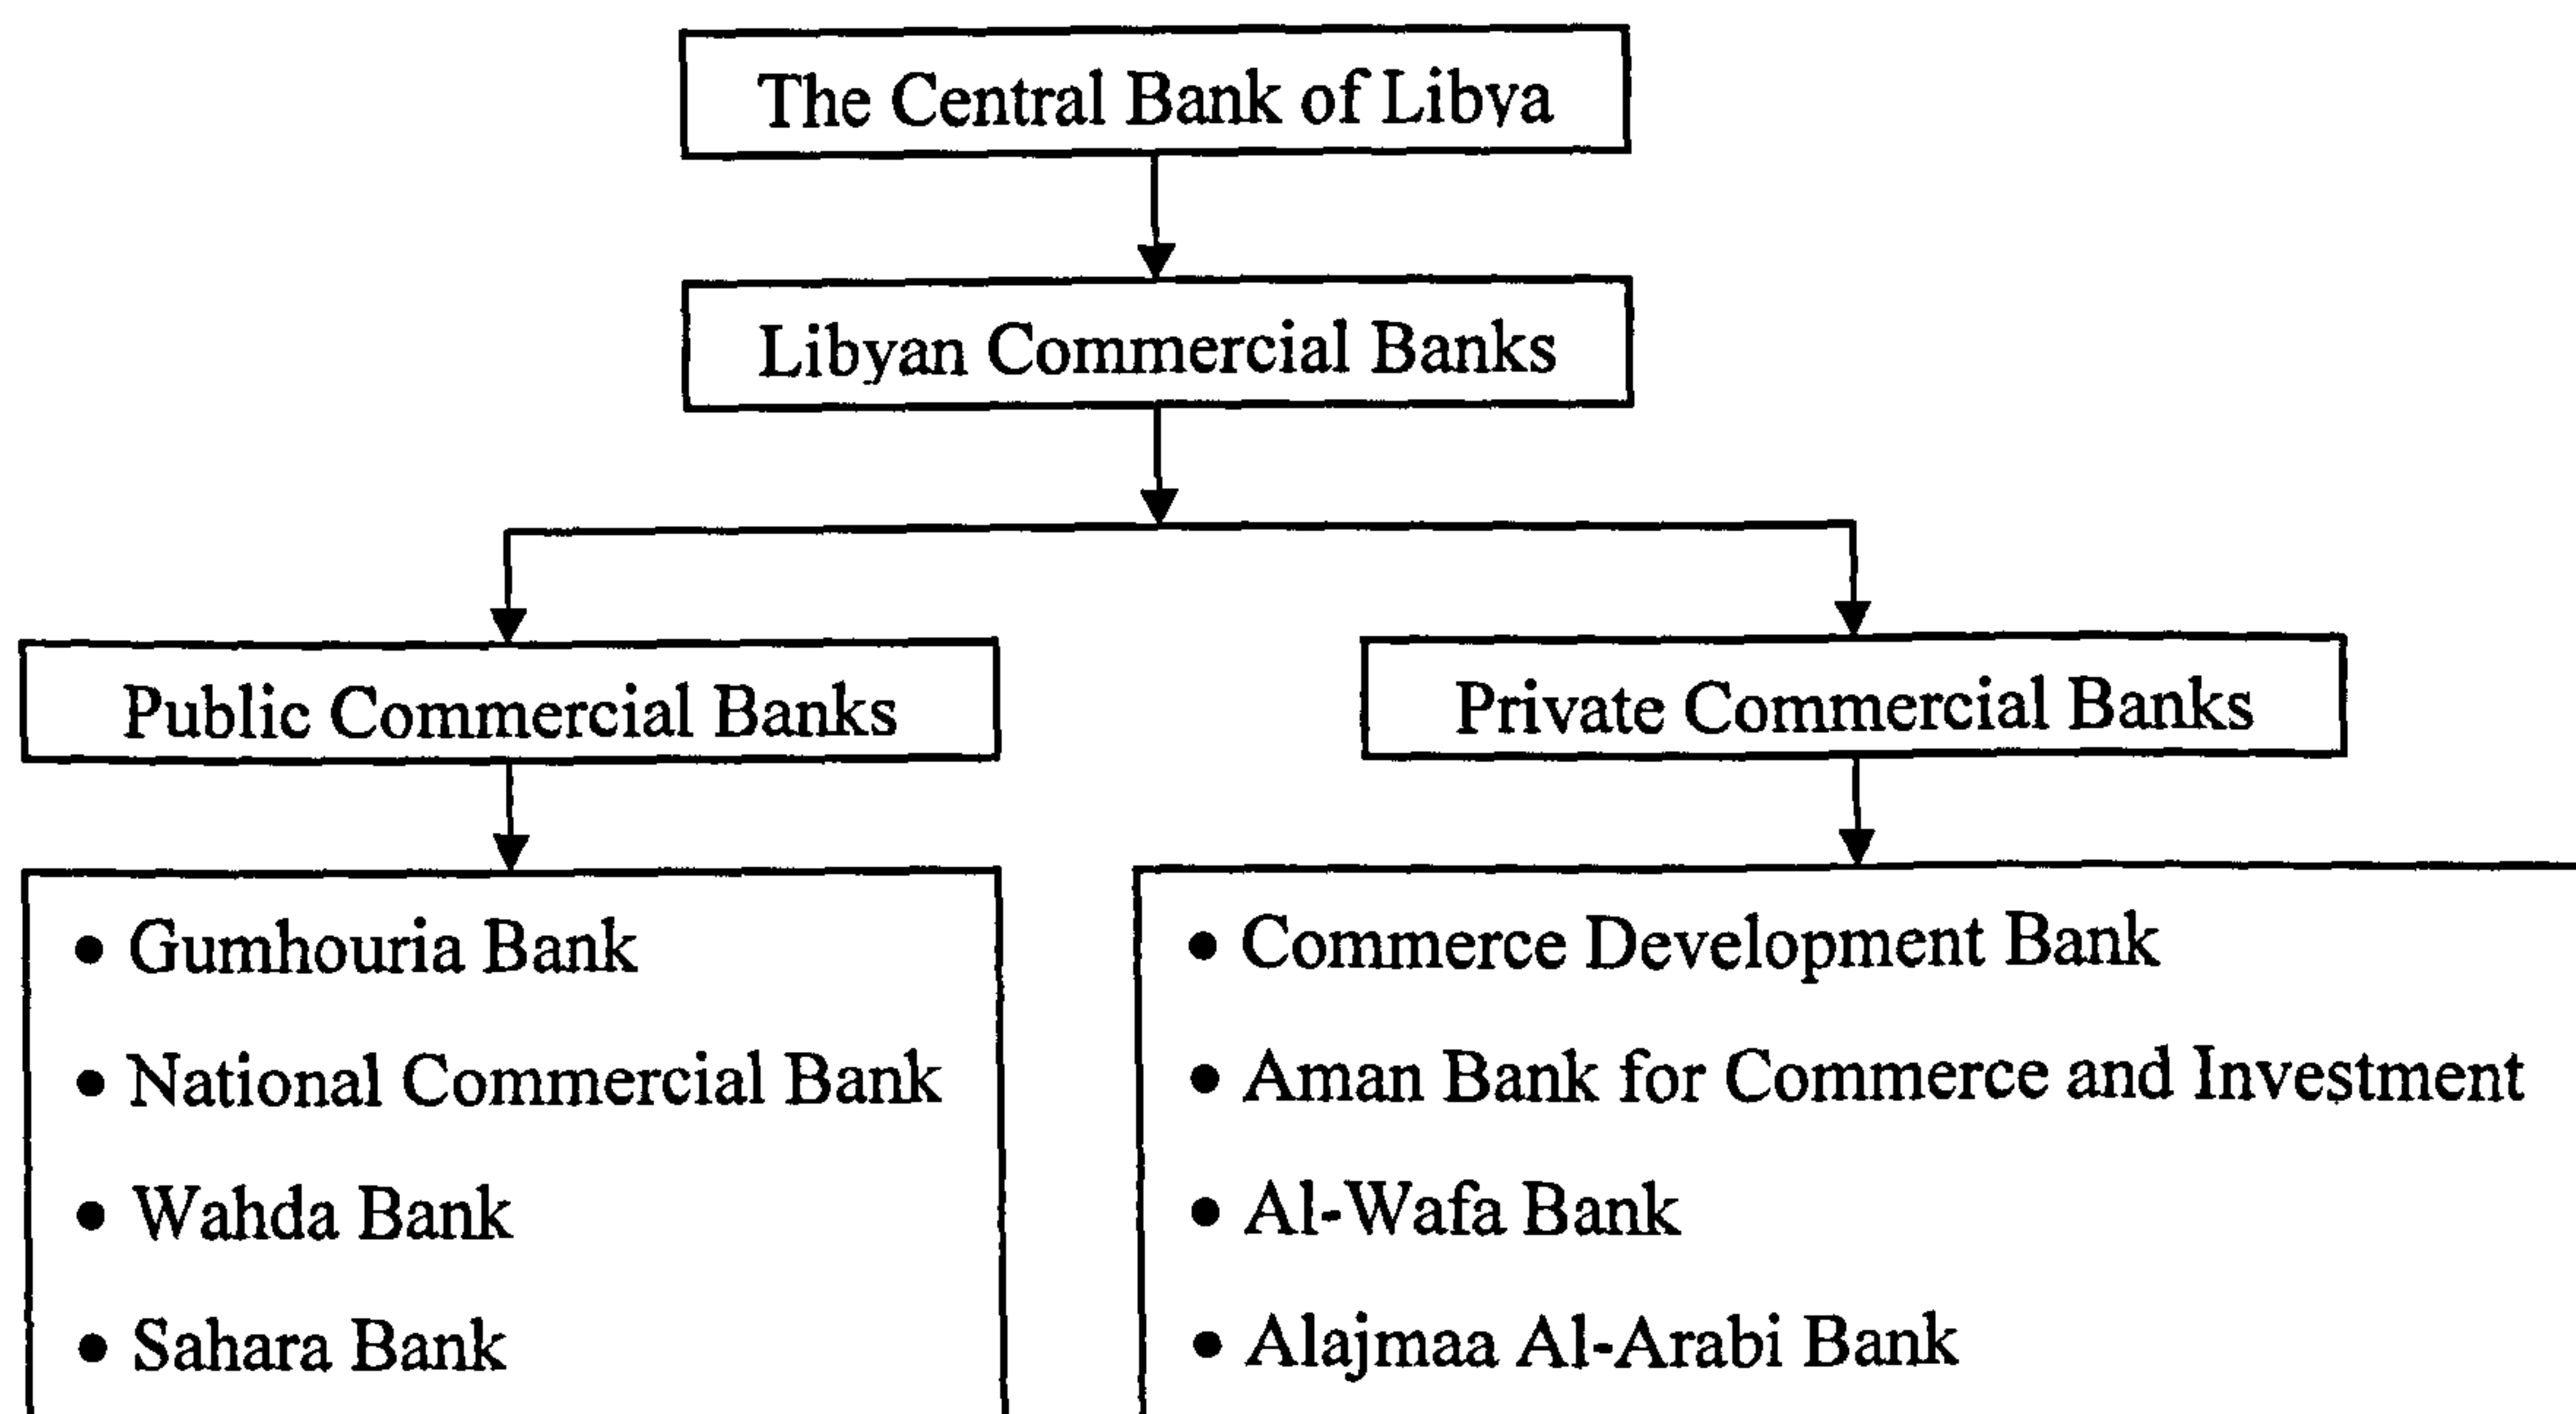 The Central Bank of Libya
Libyan Commercial Banks
Public Commercial Banks
Private Commercial Banks
• Gumhouria Bank
• National Commercial Bank
• Wahda Bank
• Sahara Bank
• Commerce Development Bank
• Aman Bank for Commerce and Investment
• Al-Wafa Bank
• Alajmaa Al-Arabi Bank